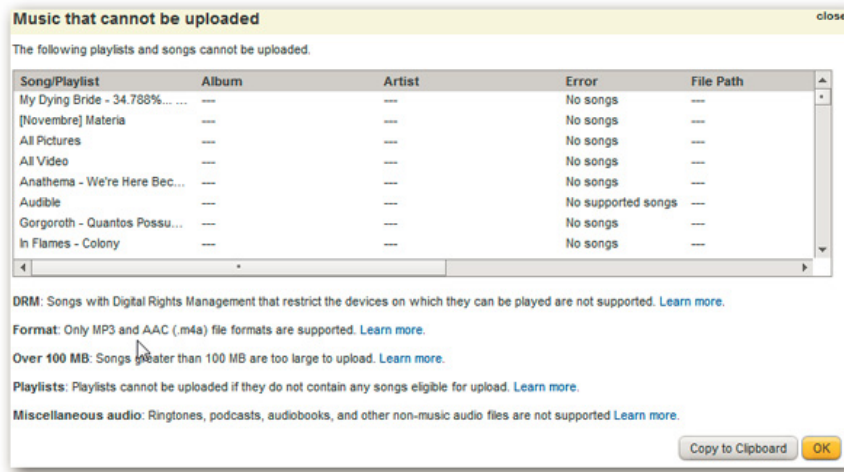 Music that cannot be uploaded
close
The following playlists and songs cannot be uploaded.
Song/Playlist Album Artist Error File Path
My Dying Bride - 34.788%... ... --- --- No songs ---
[Novembre] Materia --- --- No songs ---
All Pictures --- --- No songs ---
All Video --- --- No songs ---
Anathema - We're Here Bec... --- --- No songs ---
Audible --- --- No supported songs ---
Gorgoroth - Quantos Possu... --- --- No songs ---
In Flames - Colony --- --- No songs ---
DRM: Songs with Digital Rights Management that restrict the devices on which they can be played are not supported. Learn more.
Format: Only MP3 and AAC (.m4a) file formats are supported. Learn more.
Over 100 MB: Songs greater than 100 MB are too large to upload. Learn more.
Playlists: Playlists cannot be uploaded if they do not contain any songs eligible for upload. Learn more.
Miscellaneous audio: Ringtones, podcasts, audiobooks, and other non-music audio files are not supported Learn more.
Copy to Clipboard OK